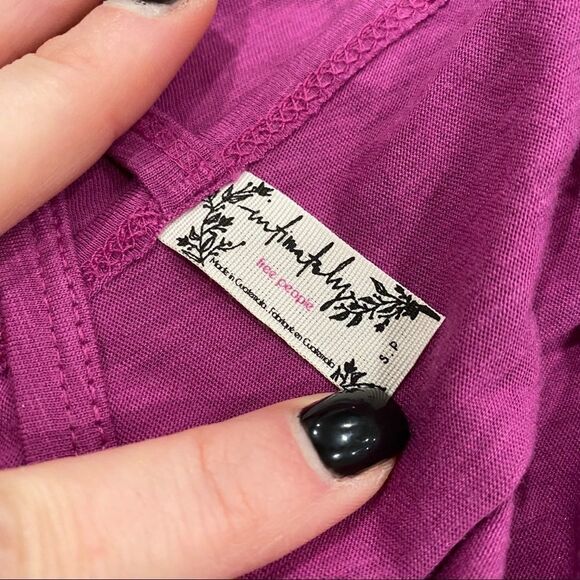 intimately
free people
Made in Guatemala . Fabriqué en Guatemala
S.P